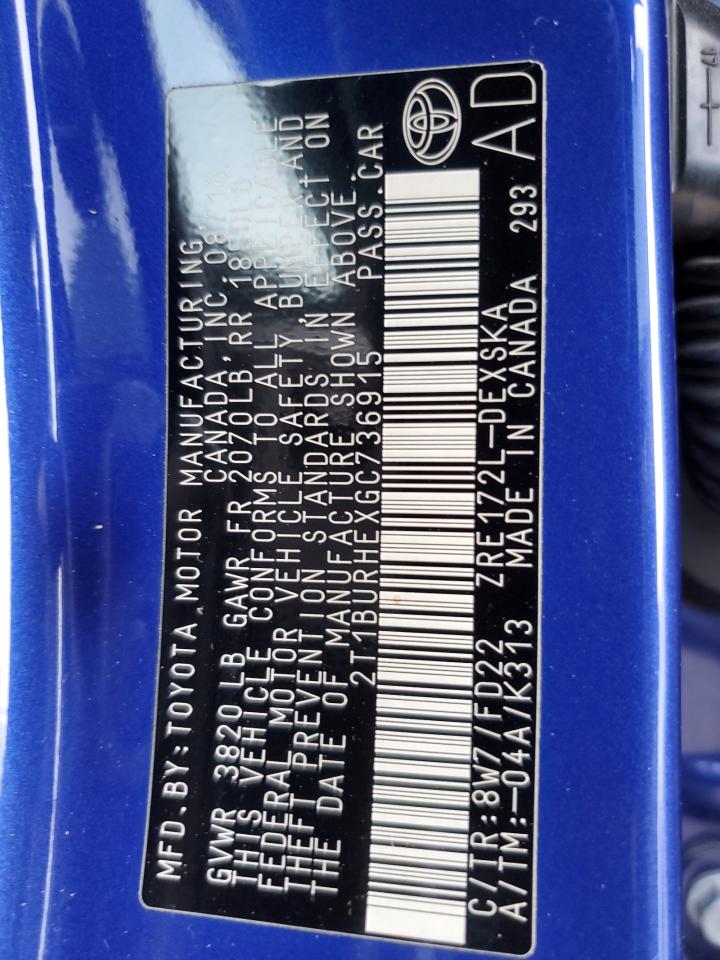 MFD.BY:TOYOTA MOTOR MANUFACTURING
CANADA,INC 08/16
GVWR 3820 LB GAWR FR 2070LB,RR 1850LB
THIS VEHICLE CONFORMS TO ALL APPLICABLE
FEDERAL MOTOR VEHICLE SAFETY,BUMPER,AND
THEFT PREVENTION STANDARDS IN EFFECT ON
THE DATE OF MANUFACTURE SHOWN ABOVE.
2T1BURHEXGC736915 PASS.CAR
C/TR:8W7/FD22 ZRE172L-DEXSKA 293
A/TM:-04A/K313 MADE IN CANADA
AD